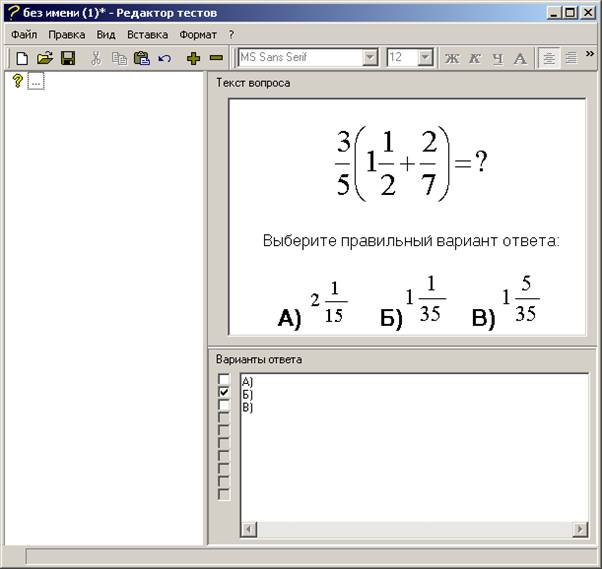 без имени (1)* - Редактор тестов
Файл Правка Вид Вставка Формат ?
MS Sans Serif 12 Ж К Ч А »
? ...
Текст вопроса
3/5(1 1/2+2/7)=?
Выберите правильный вариант ответа:
А) 2 1/15 Б) 1 1/35 В) 1 5/35
Варианты ответа
А)
Б)
В)